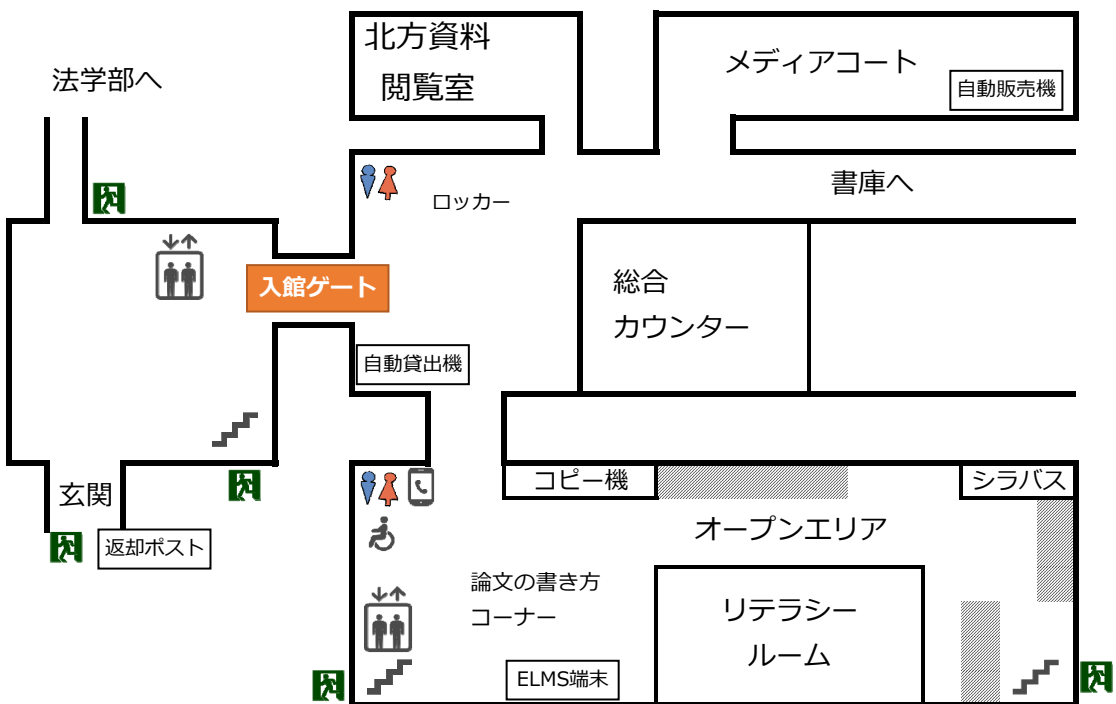 北方資料
閲覧室
メディアコート
自動販売機
法学部へ
書庫へ
ロッカー
入館ゲート
総合
カウンター
自動貸出機
玄関
返却ポスト
コピー機
シラバス
オープンエリア
論文の書き方
コーナー
リテラシー
ルーム
ELMS端末